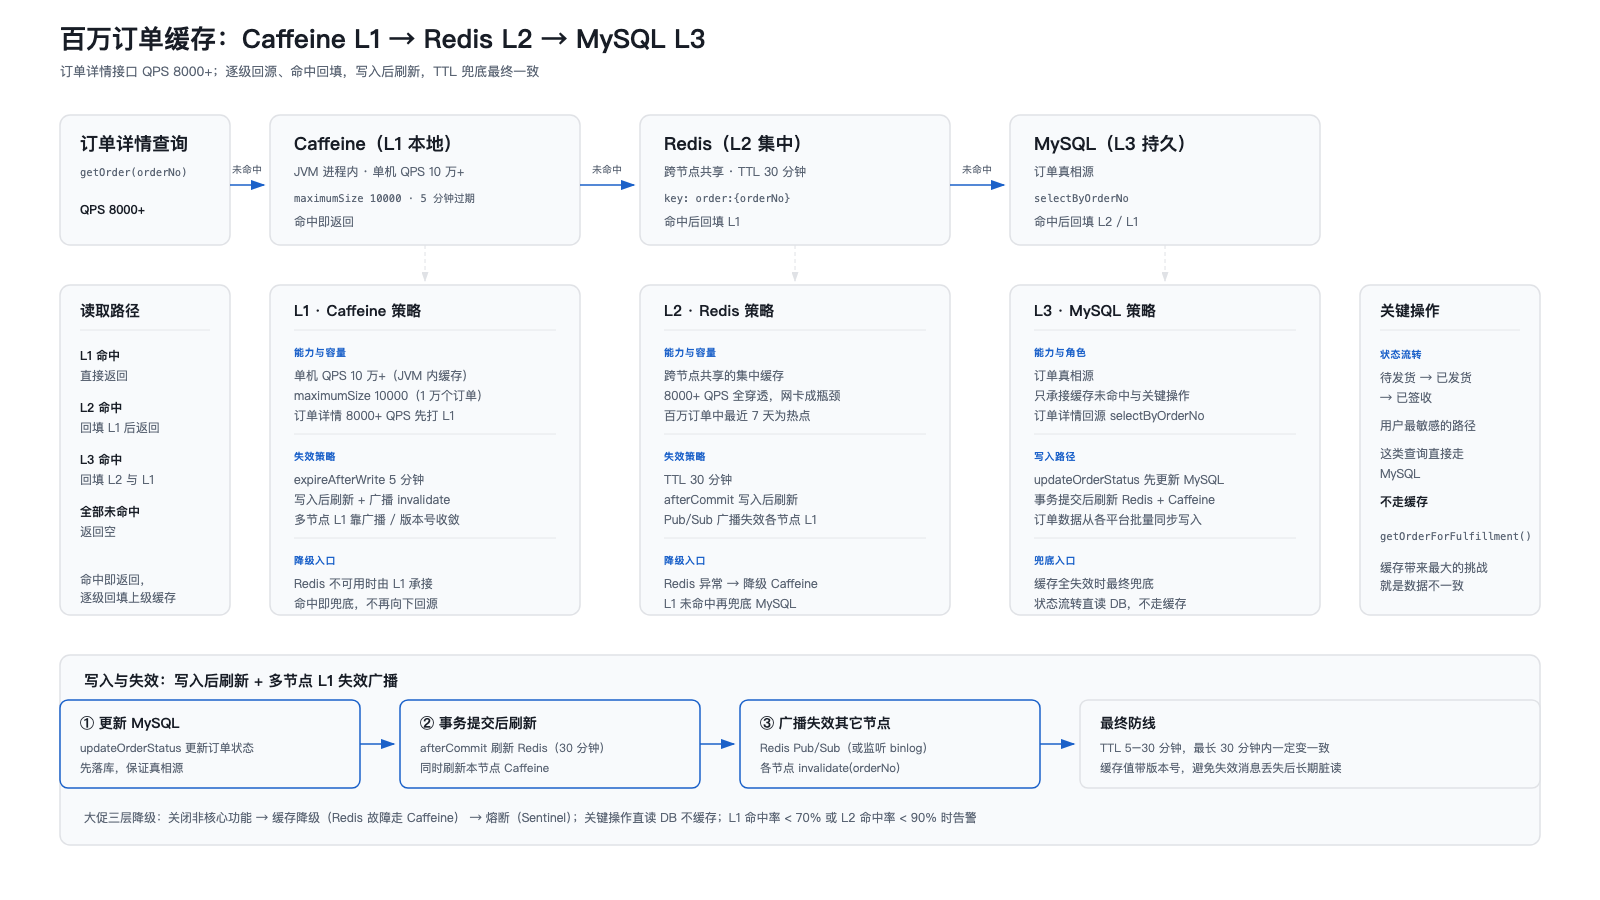 百万订单缓存：Caffeine L1 → Redis L2 → MySQL L3
订单详情接口 QPS 8000+；逐级回源、命中回填，写入后刷新，TTL 兜底最终一致
订单详情查询
getOrder(orderNo)
QPS 8000+
未命中
Caffeine（L1 本地）
JVM 进程内 · 单机 QPS 10 万+
maximumSize 10000 · 5 分钟过期
命中即返回
未命中
Redis（L2 集中）
跨节点共享 · TTL 30 分钟
key: order:{orderNo}
命中后回填 L1
未命中
MySQL（L3 持久）
订单真相源
selectByOrderNo
命中后回填 L2 / L1
读取路径
L1 命中
直接返回
L2 命中
回填 L1 后返回
L3 命中
回填 L2 与 L1
全部未命中
返回空
命中即返回，
逐级回填上级缓存
L1 · Caffeine 策略
能力与容量
单机 QPS 10 万+（JVM 内缓存）
maximumSize 10000（1 万个订单）
订单详情 8000+ QPS 先打 L1
失效策略
expireAfterWrite 5 分钟
写入后刷新 + 广播 invalidate
多节点 L1 靠广播 / 版本号收敛
降级入口
Redis 不可用时由 L1 承接
命中即兜底，不再向下回源
L2 · Redis 策略
能力与容量
跨节点共享的集中缓存
8000+ QPS 全穿透，网卡成瓶颈
百万订单中最近 7 天为热点
失效策略
TTL 30 分钟
afterCommit 写入后刷新
Pub/Sub 广播失效各节点 L1
降级入口
Redis 异常 → 降级 Caffeine
L1 未命中再兜底 MySQL
L3 · MySQL 策略
能力与角色
订单真相源
只承接缓存未命中与关键操作
订单详情回源 selectByOrderNo
写入路径
updateOrderStatus 先更新 MySQL
事务提交后刷新 Redis + Caffeine
订单数据从各平台批量同步写入
兜底入口
缓存全失效时最终兜底
状态流转直读 DB，不走缓存
关键操作
状态流转
待发货 → 已发货
→ 已签收
用户最敏感的路径
这类查询直接走
MySQL
不走缓存
getOrderForFulfillment()
缓存带来最大的挑战
就是数据不一致
写入与失效：写入后刷新 + 多节点 L1 失效广播
① 更新 MySQL
updateOrderStatus 更新订单状态
先落库，保证真相源
② 事务提交后刷新
afterCommit 刷新 Redis（30 分钟）
同时刷新本节点 Caffeine
③ 广播失效其它节点
Redis Pub/Sub（或监听 binlog）
各节点 invalidate(orderNo)
最终防线
TTL 5–30 分钟，最长 30 分钟内一定变一致
缓存值带版本号，避免失效消息丢失后长期脏读
大促三层降级：关闭非核心功能 → 缓存降级（Redis 故障走 Caffeine） → 熔断（Sentinel）；关键操作直读 DB 不缓存；L1 命中率 < 70% 或 L2 命中率 < 90% 时告警